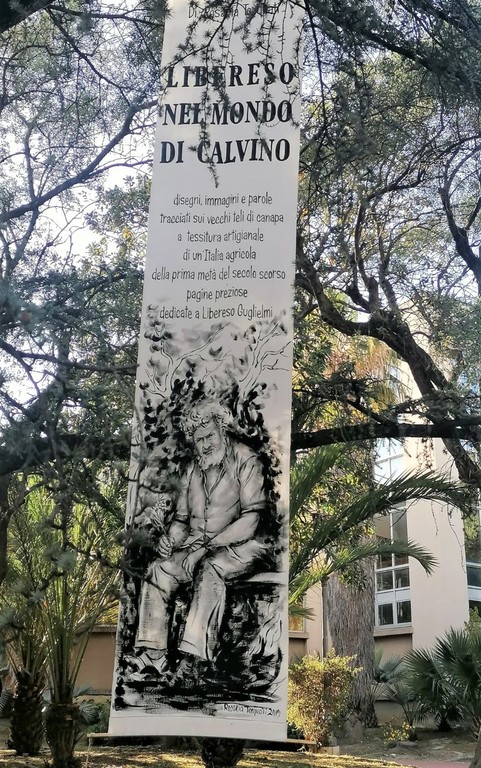 LIBERESO
NEL MONDO
DI CALVINO
disegni, immagini e parole
tracciati sui vecchi teli di canapa
a tessitura artigianale
di un'Italia agricola
della prima metà del secolo scorso
pagine preziose
dedicate a Libereso Guglielmi